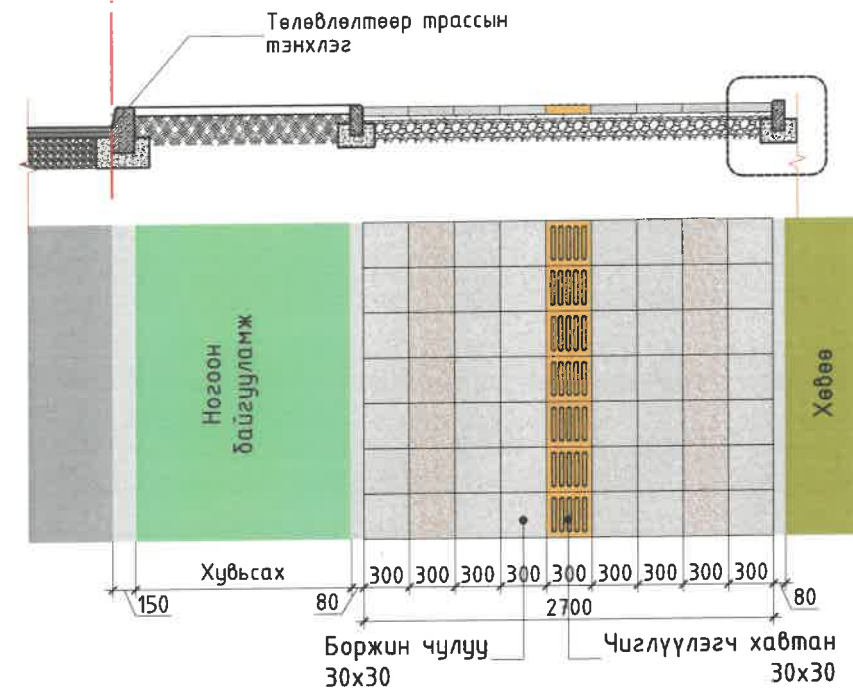 Төлөвлөлтөөр трассын
тэнхлэг
Ногоон
байгууламж
Хөвөө
Хувьсах
300 300 300 300 300 300 300 300 300
150
80
2700
80
Боржин чулуу
30x30
Чиглүүлэгч хавтан
30x30